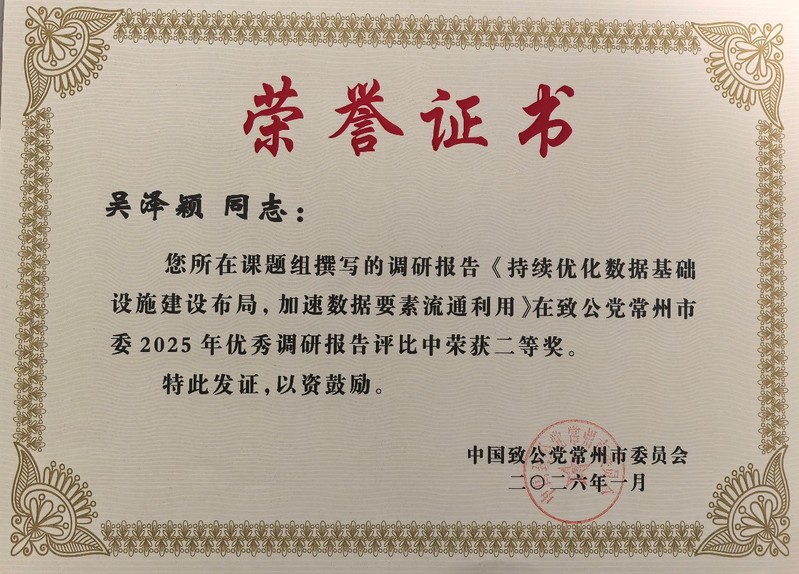 荣誉证书
吴泽颖 同志：
您所在课题组撰写的调研报告《持续优化数据基础
设施建设布局，加速数据要素流通利用》在致公党常州市
委2025年优秀调研报告评比中荣获二等奖。
特此发证，以资鼓励。
中国致公党常州市委员会
二〇二六年一月